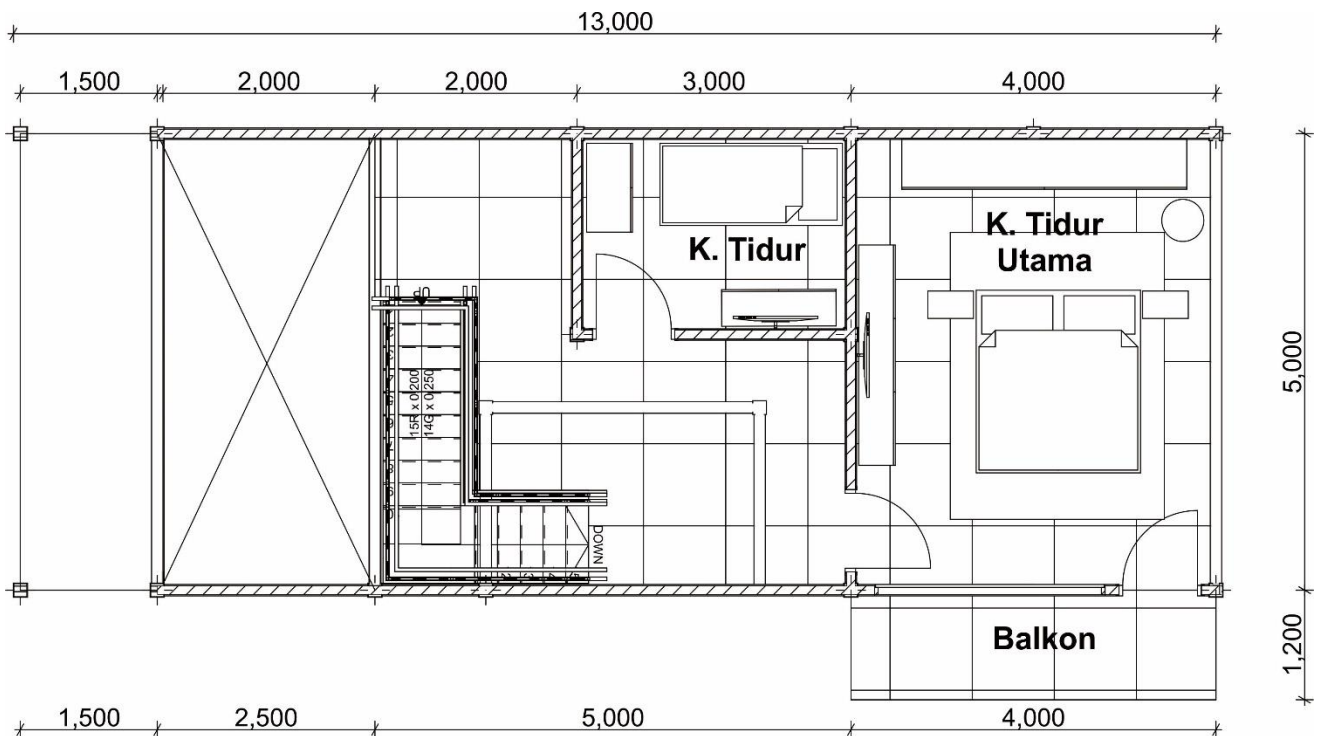 13,000
1,500 2,000 2,000 3,000 4,000
K. Tidur
K. Tidur
Utama
5,000
UP
15R x 0.200
14G x 0.250
DOWN
Balkon
1,200
1,500 2,500 5,000 4,000